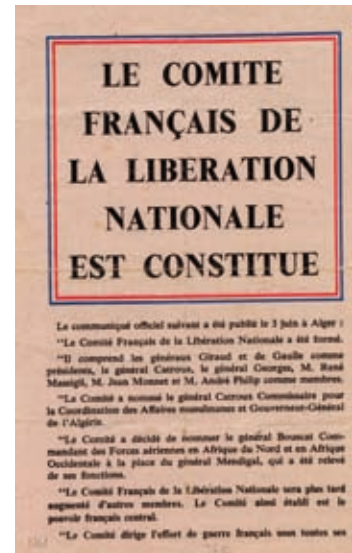 LE COMITE
FRANÇAIS DE
LA LIBERATION
NATIONALE
EST CONSTITUE
Le communiqué officiel suivant a été publié le 3 juin à Alger :
"Le Comité Français de la Libération Nationale a été formé.
"Il comprend les généraux Giraud et de Gaulle comme
présidents, le général Catroux, le général Georges, M. René
Massigli, M. Jean Monnet et M. André Philip comme membres.
"Le Comité a nommé le général Catroux Commissaire pour
la Coordination des Affaires musulmanes et Gouverneur-Général
de l'Algérie.
"Le Comité a décidé de nommer le général Bouscat Com-
mandant des Forces aériennes en Afrique du Nord et en Afrique
Occidentale à la place du général Mendigal, qui a été relevé
de ses fonctions.
"Le Comité Français de la Libération Nationale sera plus tard
augmenté d'autres membres. Le Comité ainsi établi est le
pouvoir français central.
"Le Comité dirige l'effort de guerre français sous toutes ses